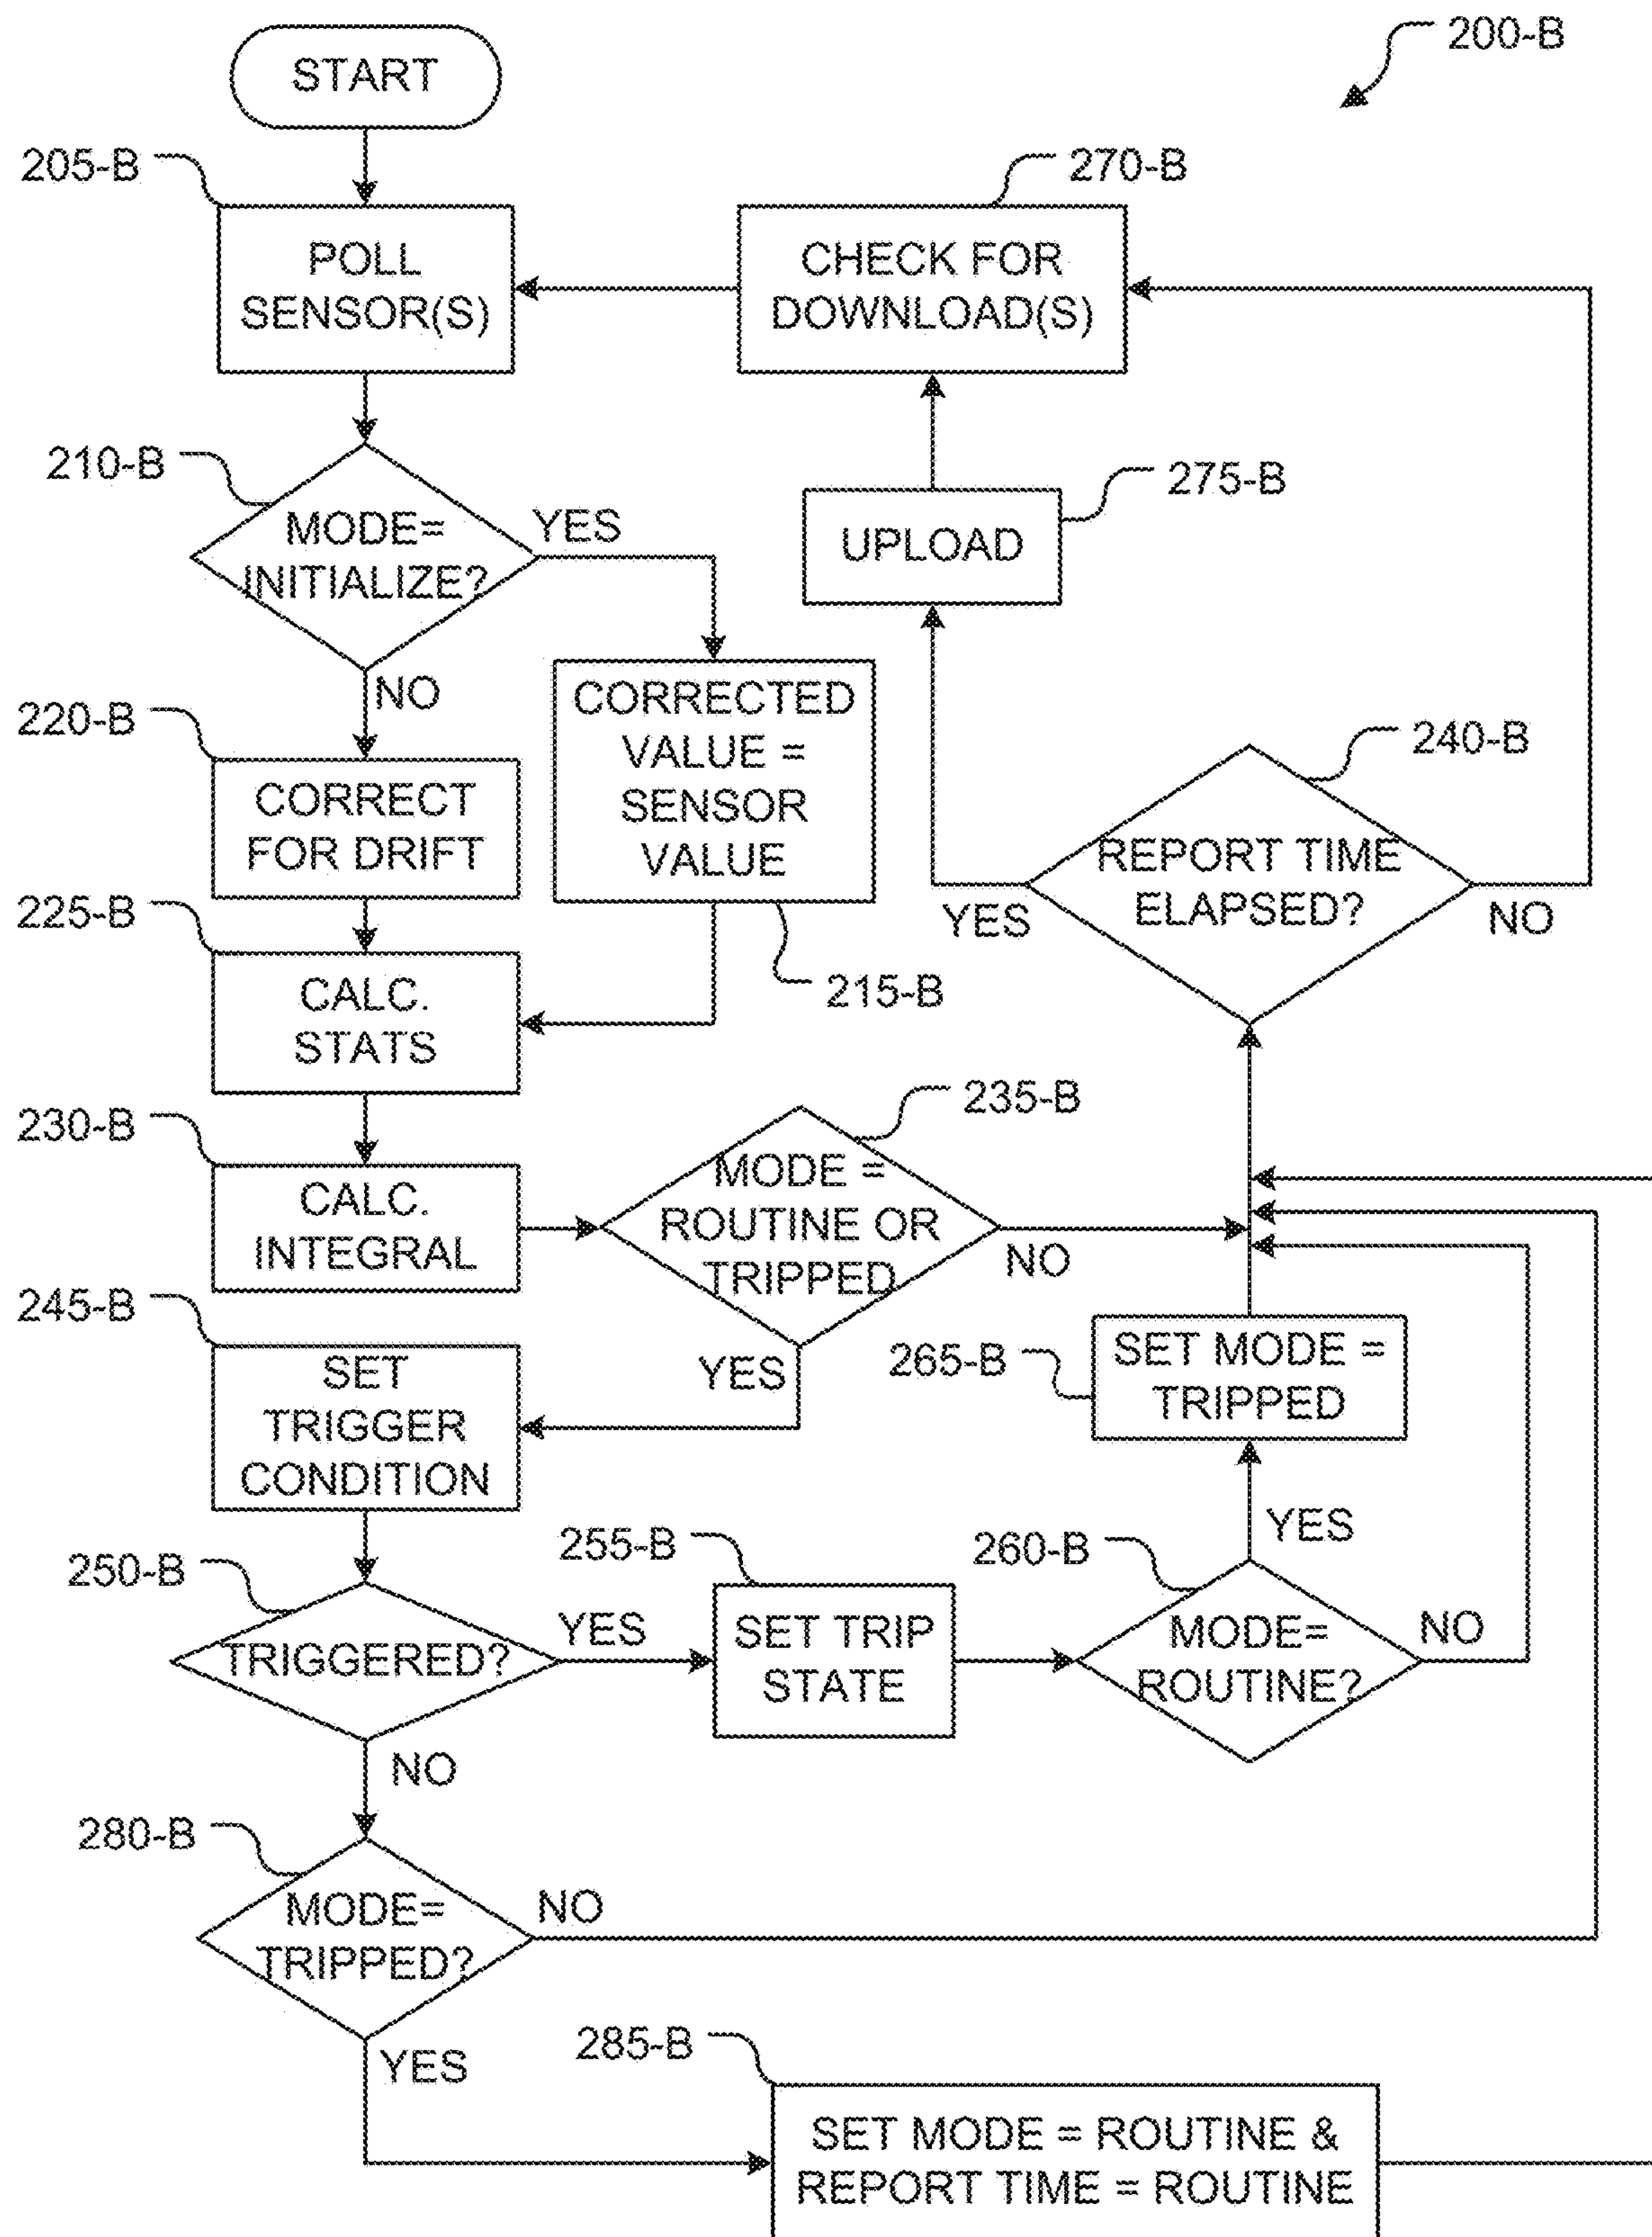 200-B
START
205-B
270-B
POLL
SENSOR(S)
CHECK FOR
DOWNLOAD(S)
210-B
MODE=
INITIALIZE?
YES
NO
275-B
UPLOAD
220-B
CORRECT
FOR DRIFT
CORRECTED
VALUE =
SENSOR
VALUE
215-B
240-B
REPORT TIME
ELAPSED?
YES
NO
225-B
CALC.
STATS
230-B
CALC.
INTEGRAL
235-B
MODE =
ROUTINE OR
TRIPPED
NO
YES
245-B
SET
TRIGGER
CONDITION
265-B
SET MODE =
TRIPPED
250-B
TRIGGERED?
YES
NO
255-B
SET TRIP
STATE
260-B
MODE=
ROUTINE?
YES
NO
280-B
MODE=
TRIPPED?
NO
YES
285-B
SET MODE = ROUTINE &
REPORT TIME = ROUTINE